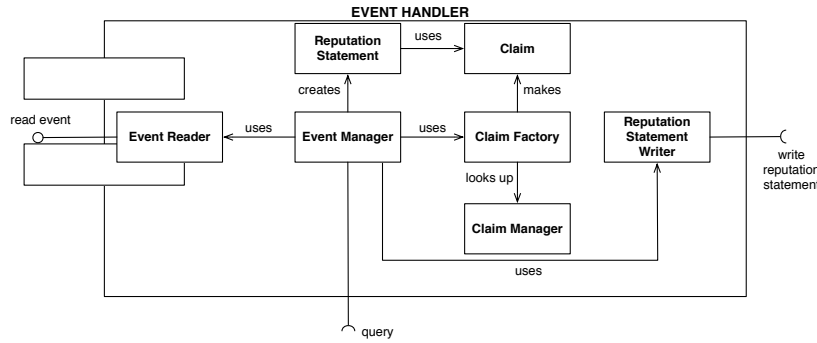 EVENT HANDLER
Reputation
Statement
uses
Claim
creates
makes
read event
Event Reader
uses
Event Manager
uses
Claim Factory
Reputation
Statement
Writer
looks up
write
reputation
statement
Claim Manager
uses
query